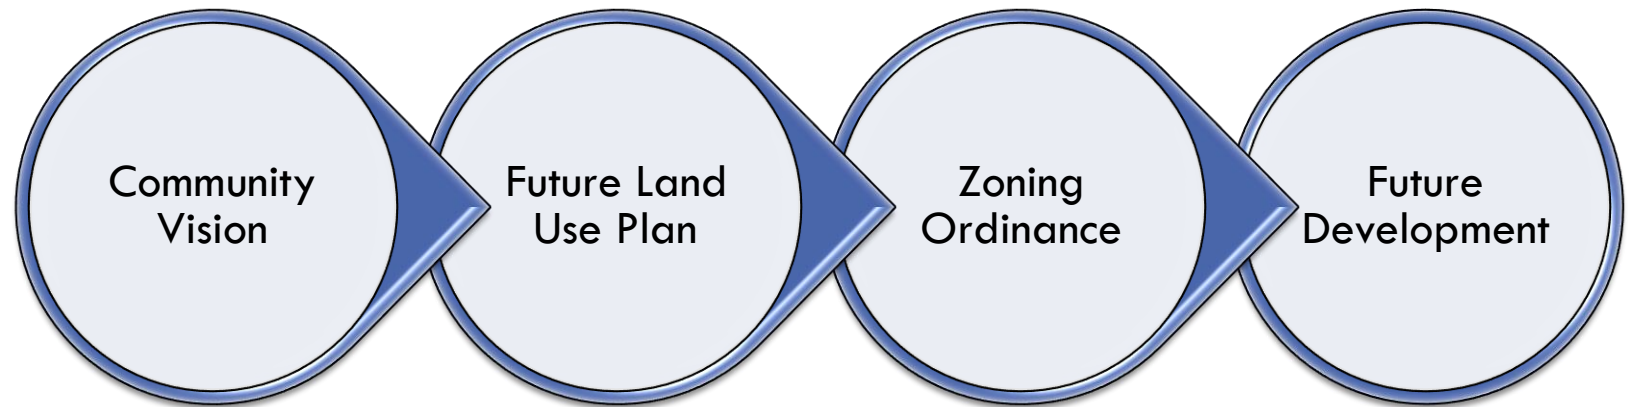 Community
Vision
Future Land
Use Plan
Zoning
Ordinance
Future
Development